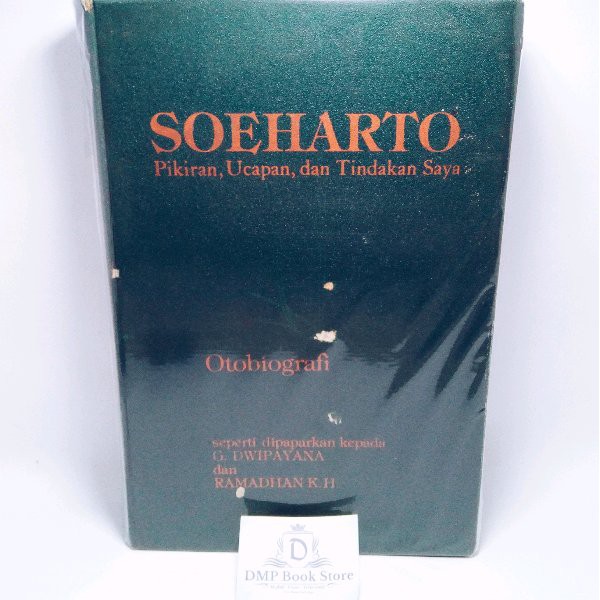 SOEHARTO
Pikiran, Ucapan, dan Tindakan Saya
Otobiografi
seperti dipaparkan kepada
G. DWIPAYANA
dan
RAMADHAN K.H
D
DMP Book Store